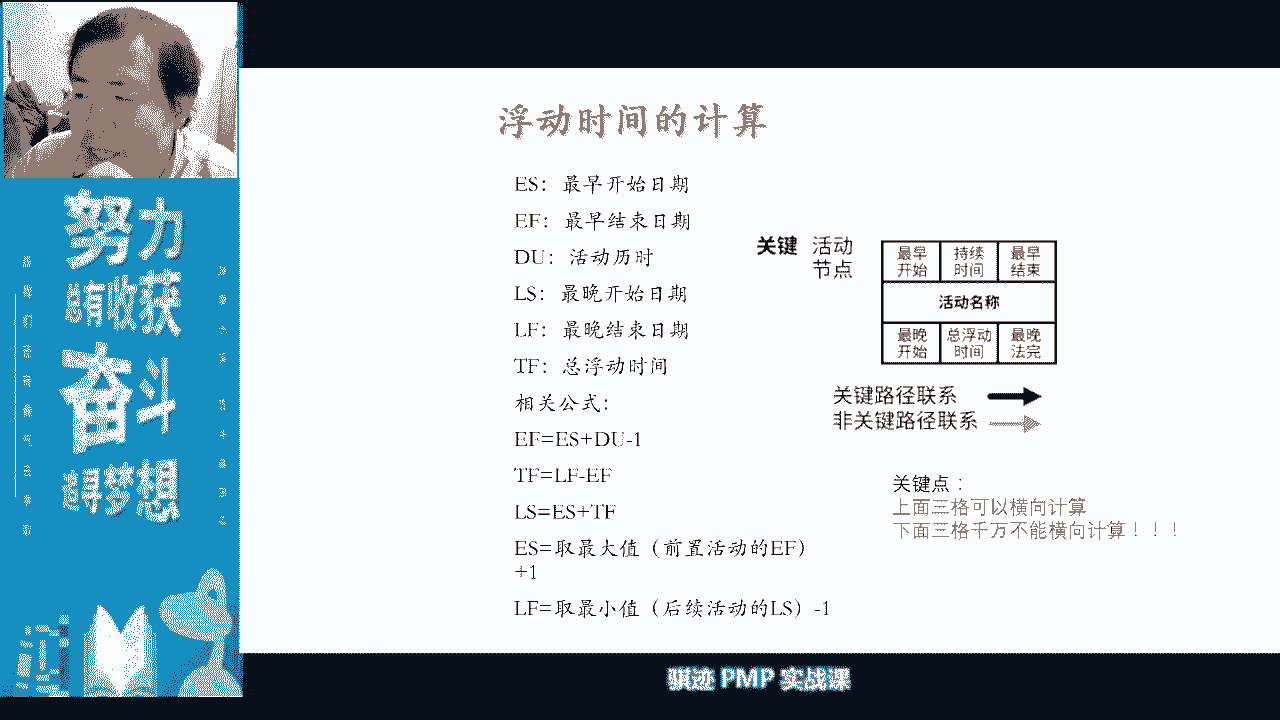 努力
总有收获
奋斗
追寻梦想
浮动时间的计算
ES：最早开始日期
EF：最早结束日期
DU：活动历时
LS：最晚开始日期
LF：最晚结束日期
TF：总浮动时间
相关公式：
EF=ES+DU-1
TF=LF-EF
LS=ES+TF
ES=取最大值（前置活动的EF）
+1
LF=取最小值（后续活动的LS）-1
关键 活动
节点
最早 持续 最早
开始 时间 结束
活动名称
最晚 总浮动 最晚
开始 时间 法完
关键路径联系
非关键路径联系
关键点：
上面三格可以横向计算
下面三格千万不能横向计算！！！
骐迹 PMP 实战课